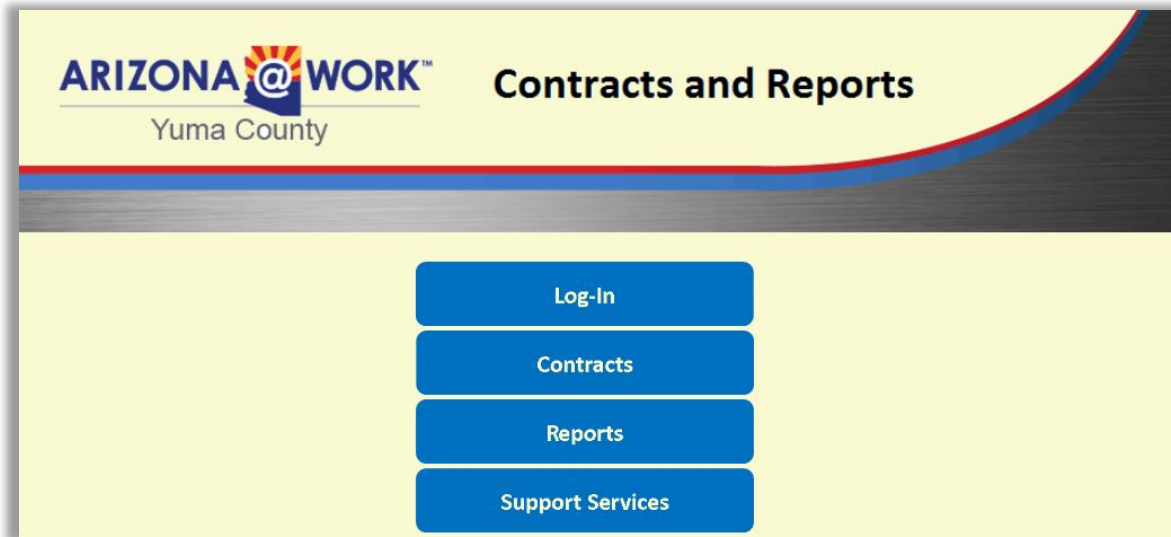 ARIZONA@WORK™
Contracts and Reports
Yuma County
Log-In
Contracts
Reports
Support Services